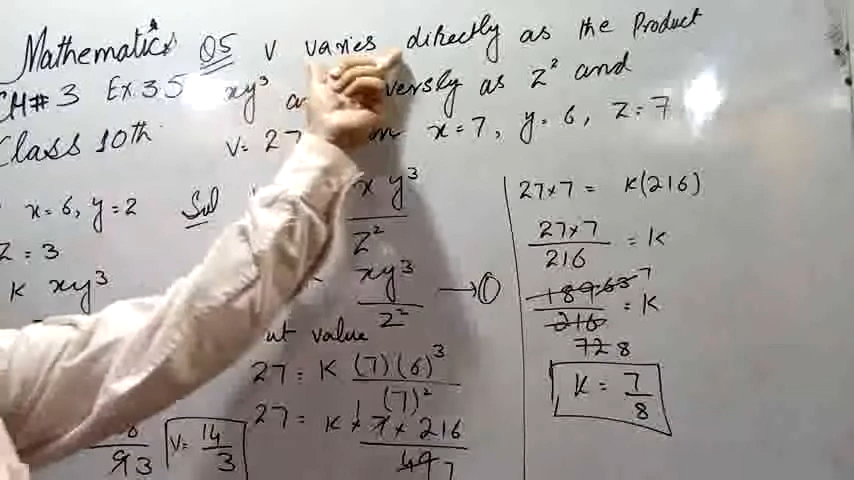 Mathematics Q5 V varies directly as the Product
CH#3 Ex.3.5 xy³ versly as z² and
Class 10th V=27 x=7, y=6, z=7
x=6, y=2 Sol x y³
z²
27×7 = K(216)
z = 3
27×7/216 = K
K xy³
xy³/z² → ①
189 63 7 / 216 72 8 = K
ut value
27 = K (7)(6)³/(7)²
K = 7/8
27 = K × 7 × 216 / 49 7
93 V = 14/3